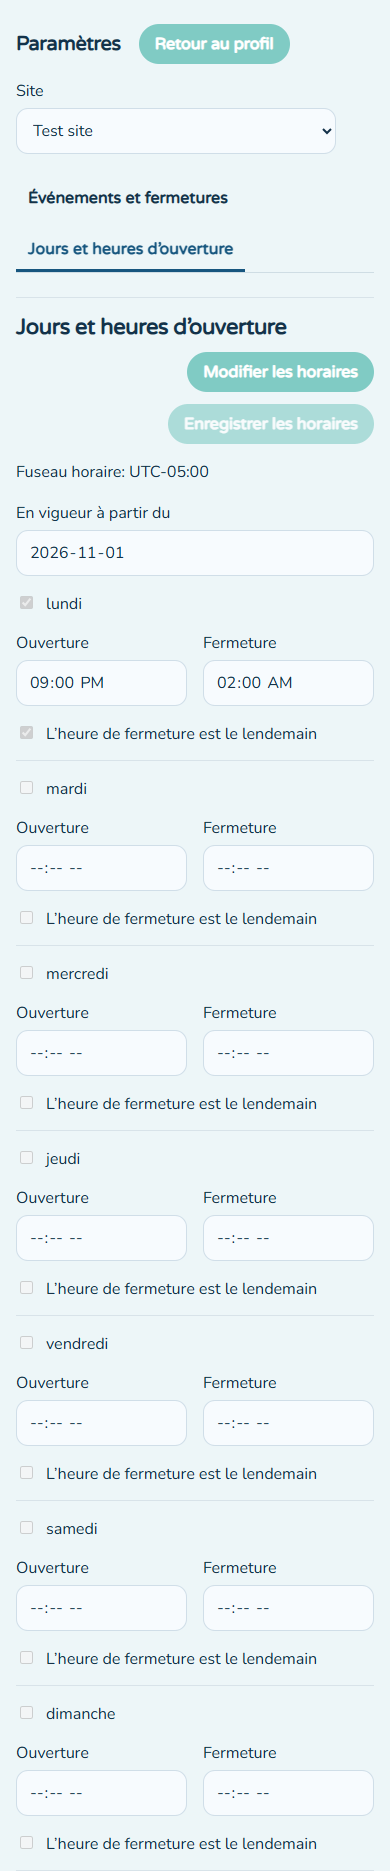 Paramètres Retour au profil
Site
Test site
Événements et fermetures
Jours et heures d’ouverture
Jours et heures d’ouverture
Modifier les horaires
Enregistrer les horaires
Fuseau horaire: UTC-05:00
En vigueur à partir du
2026-11-01
lundi
Ouverture Fermeture
09:00 PM 02:00 AM
L’heure de fermeture est le lendemain
mardi
Ouverture Fermeture
--:-- -- --:-- --
L’heure de fermeture est le lendemain
mercredi
Ouverture Fermeture
--:-- -- --:-- --
L’heure de fermeture est le lendemain
jeudi
Ouverture Fermeture
--:-- -- --:-- --
L’heure de fermeture est le lendemain
vendredi
Ouverture Fermeture
--:-- -- --:-- --
L’heure de fermeture est le lendemain
samedi
Ouverture Fermeture
--:-- -- --:-- --
L’heure de fermeture est le lendemain
dimanche
Ouverture Fermeture
--:-- -- --:-- --
L’heure de fermeture est le lendemain